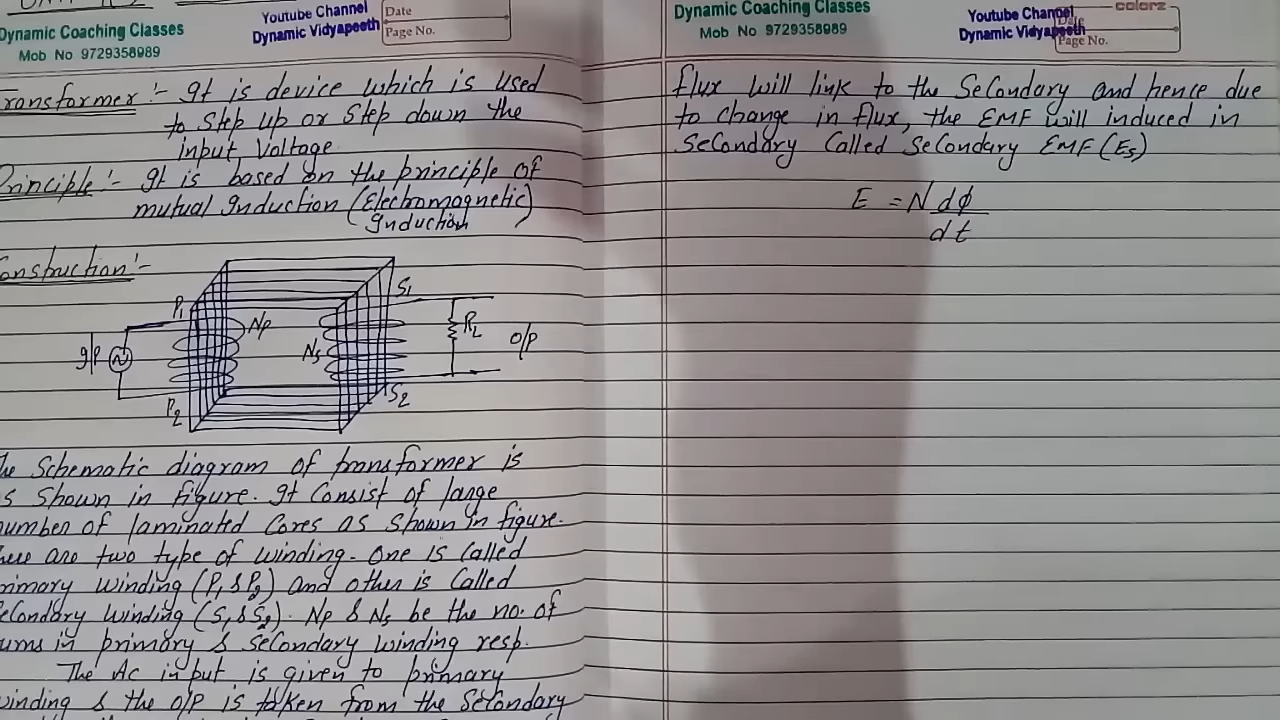 Dynamic Coaching Classes
Mob No 9729358989
Youtube Channel
Dynamic Vidyapeeth
Date
Page No.
Transformer :- It is device which is used
to Step up or Step down the
input Voltage
Principle :- It is based on the principle of
mutual Induction (Electromagnetic
Induction)
Construction :-
P1
Np
S1
RL
I/P
Ns
O/P
P2
S2
The Schematic diagram of transformer is
as Shown in figure. It Consist of large
number of laminated Cores as Shown in figure.
There are two type of winding. One is Called
primary winding (P1 & P2) and other is Called
Secondary Winding (S1 & S2). Np & Ns be the no. of
turns in primary & Secondary winding resp.
The Ac input is given to primary
winding & the o/p is taken from the Secondary
Dynamic Coaching Classes
Mob No 9729358989
Youtube Channel
Dynamic Vidyapeeth
colorz
Date
Page No.
flux will link to the Secondary and hence due
to change in flux, the EMF will induced in
Secondary Called Secondary EMF (Es)
E = N dϕ
dt